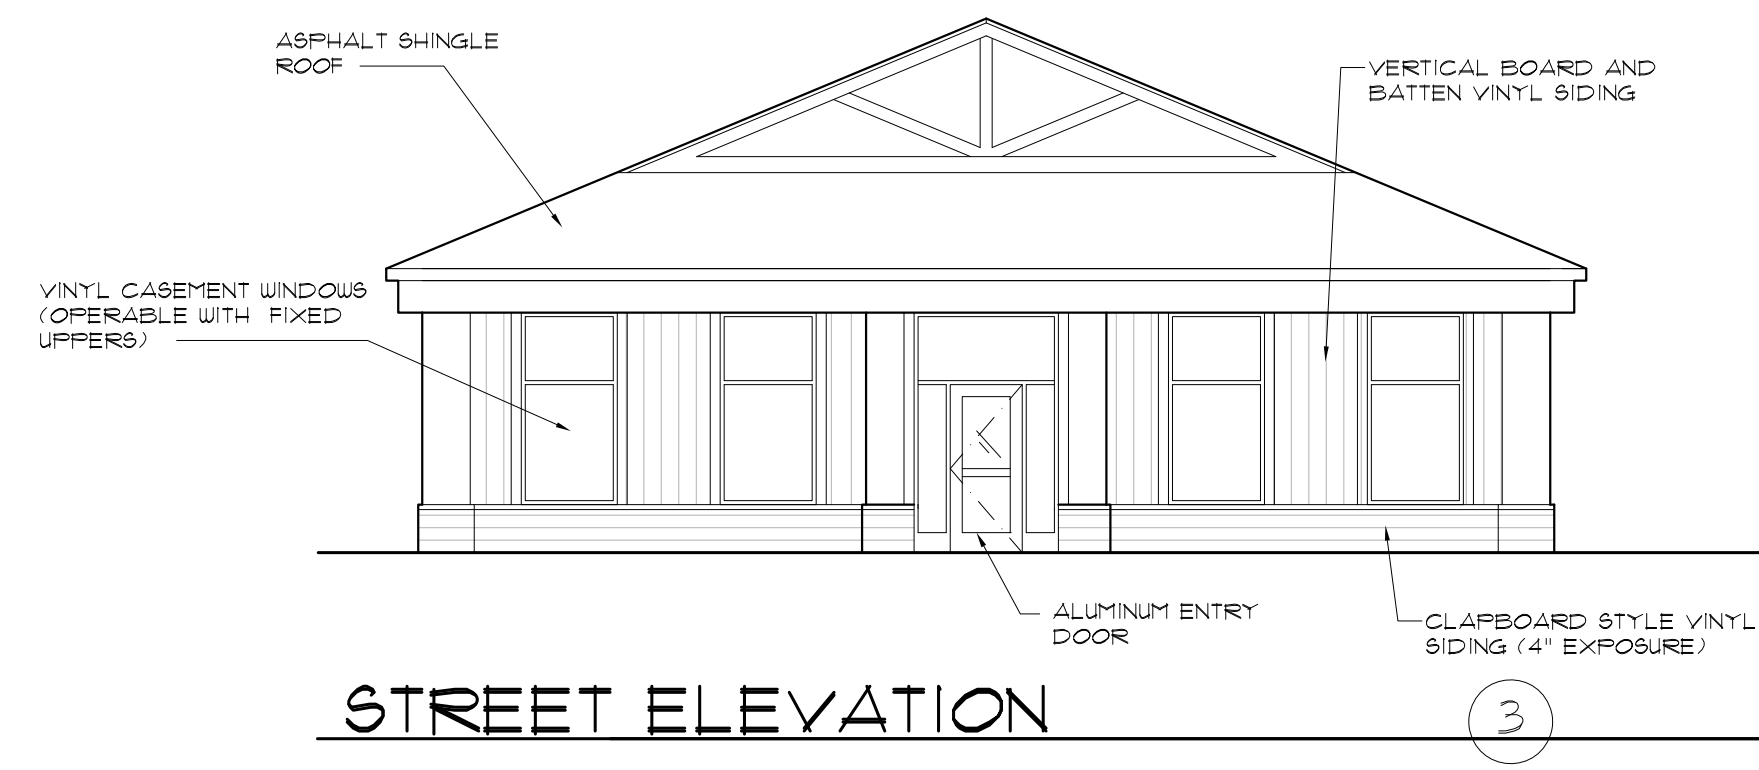 ASPHALT SHINGLE
ROOF
VERTICAL BOARD AND
BATTEN VINYL SIDING
VINYL CASEMENT WINDOWS
(OPERABLE WITH FIXED
UPPERS)
ALUMINUM ENTRY
DOOR
CLAPBOARD STYLE VINYL
SIDING (4" EXPOSURE)
STREET ELEVATION
3